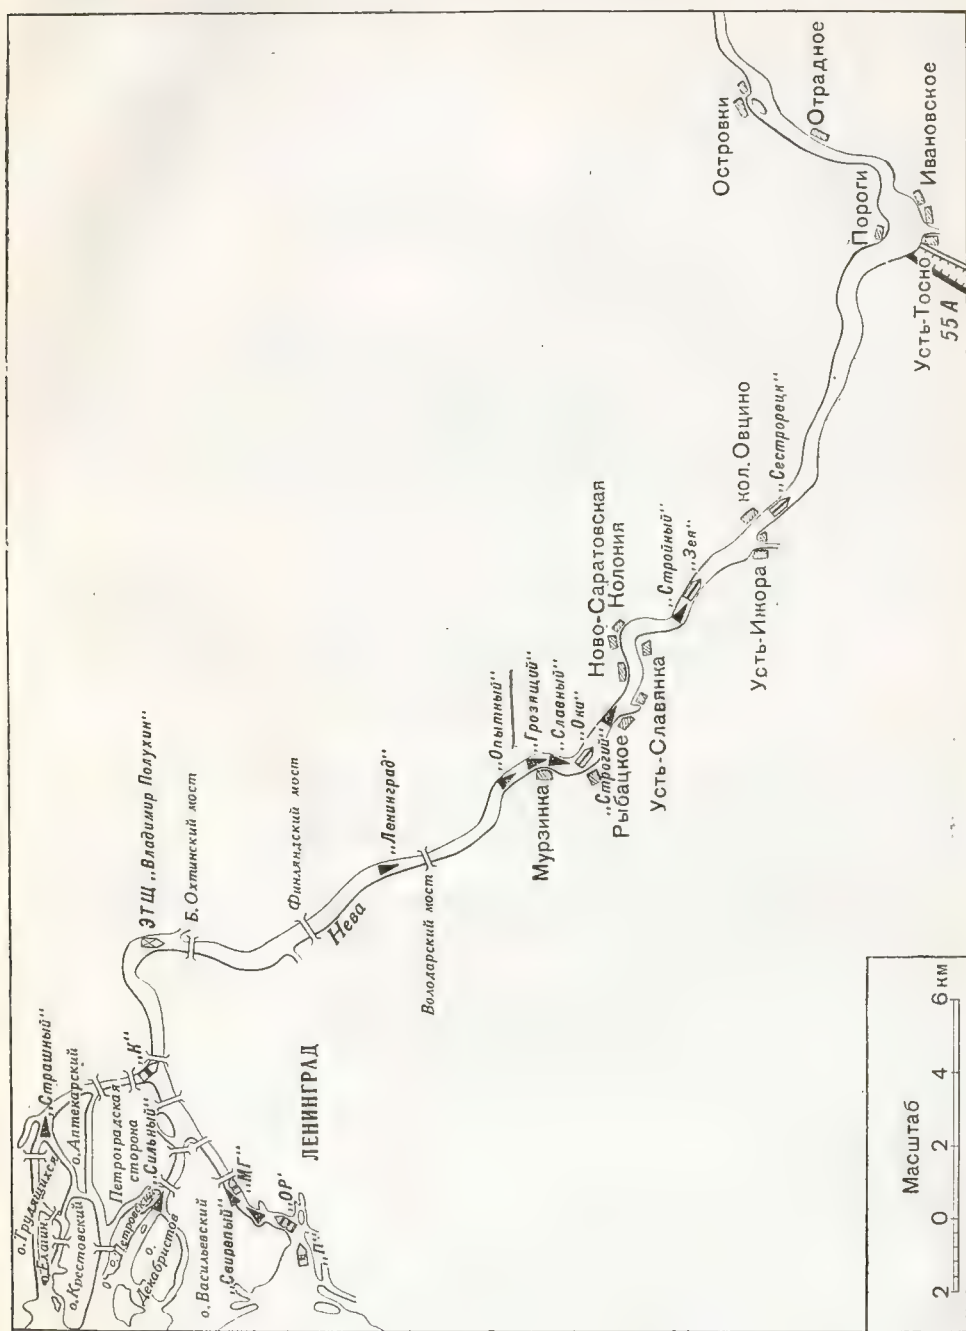 о. Трудящихся
о. Елагин
о. Крестовский
„Страшный"
о. Аптекарский
Петроградская
сторона
„Сильный"
о. Петровский
о.
Декабристов
о. Васильевский
„Свирепый"
„К"
„МГ"
„ОР'
„П"
ЛЕНИНГРАД
ЭТЩ „Владимир Полухин"
Б. Охтинский мост
Финляндский мост
Нева
„Ленинград"
Володарский мост
„Опытный"
„Грозящий"
„Славный"
„Ока"
Мурзинка
„Строгий"
Рыбацкое
Усть-Славянка
Ново-Саратовская
Колония
„Стройный"
„Зея"
Усть-Ижора
кол. Овцино
„Сестрорецк"
Островки
Отрадное
Пороги
Ивановское
Усть-Тосно
55 А
Масштаб
2 0 2 4 6 км